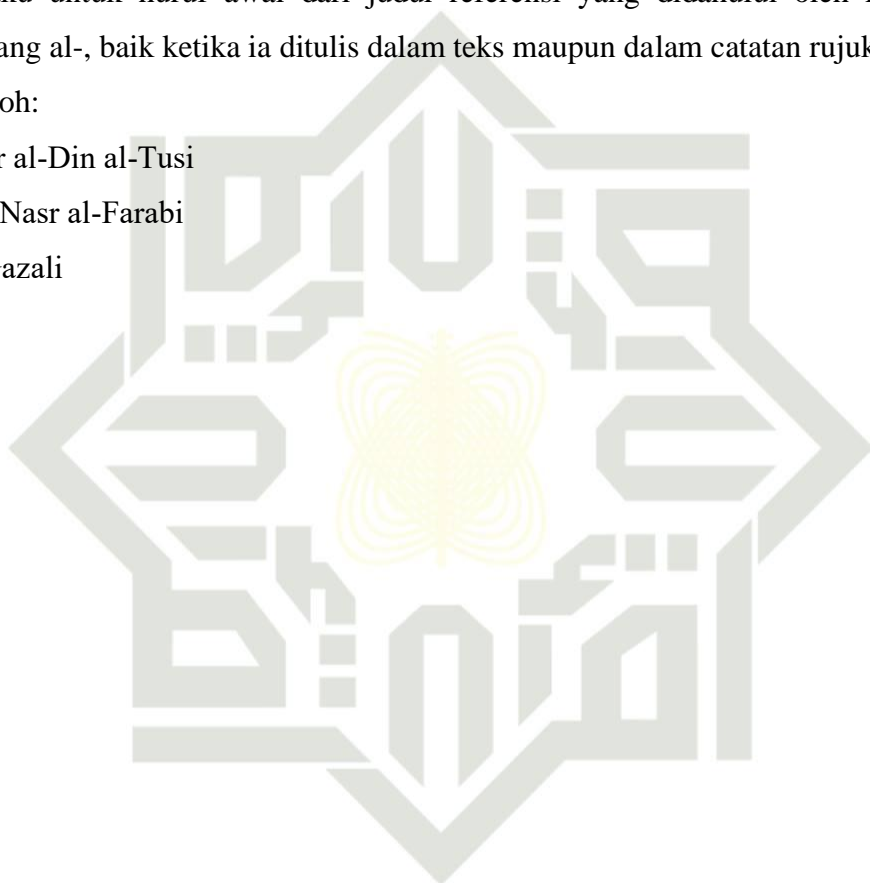 untuk huruf awal dari judul referensi yang didahului oleh
ang al-, baik ketika ia ditulis dalam teks maupun dalam catatan rujuk
oh:
r al-Din al-Tusi
Nasr al-Farabi
azali